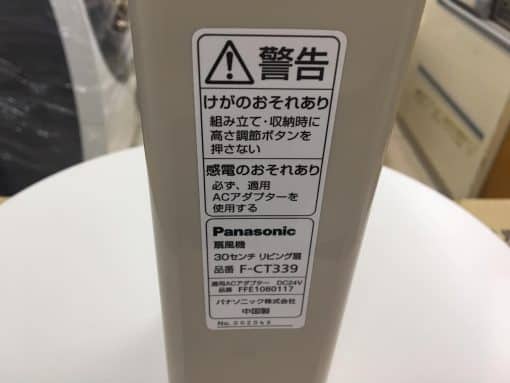 警告
けがのおそれあり
組み立て・収納時に
高さ調節ボタンを
押さない
感電のおそれあり
必ず、適用
ACアダプターを
使用する
Panasonic
扇風機
30センチ リビング扇
品番 F-CT339
適用ACアダプター DC24V
品番 FFE1080117
パナソニック株式会社
中国製
No.